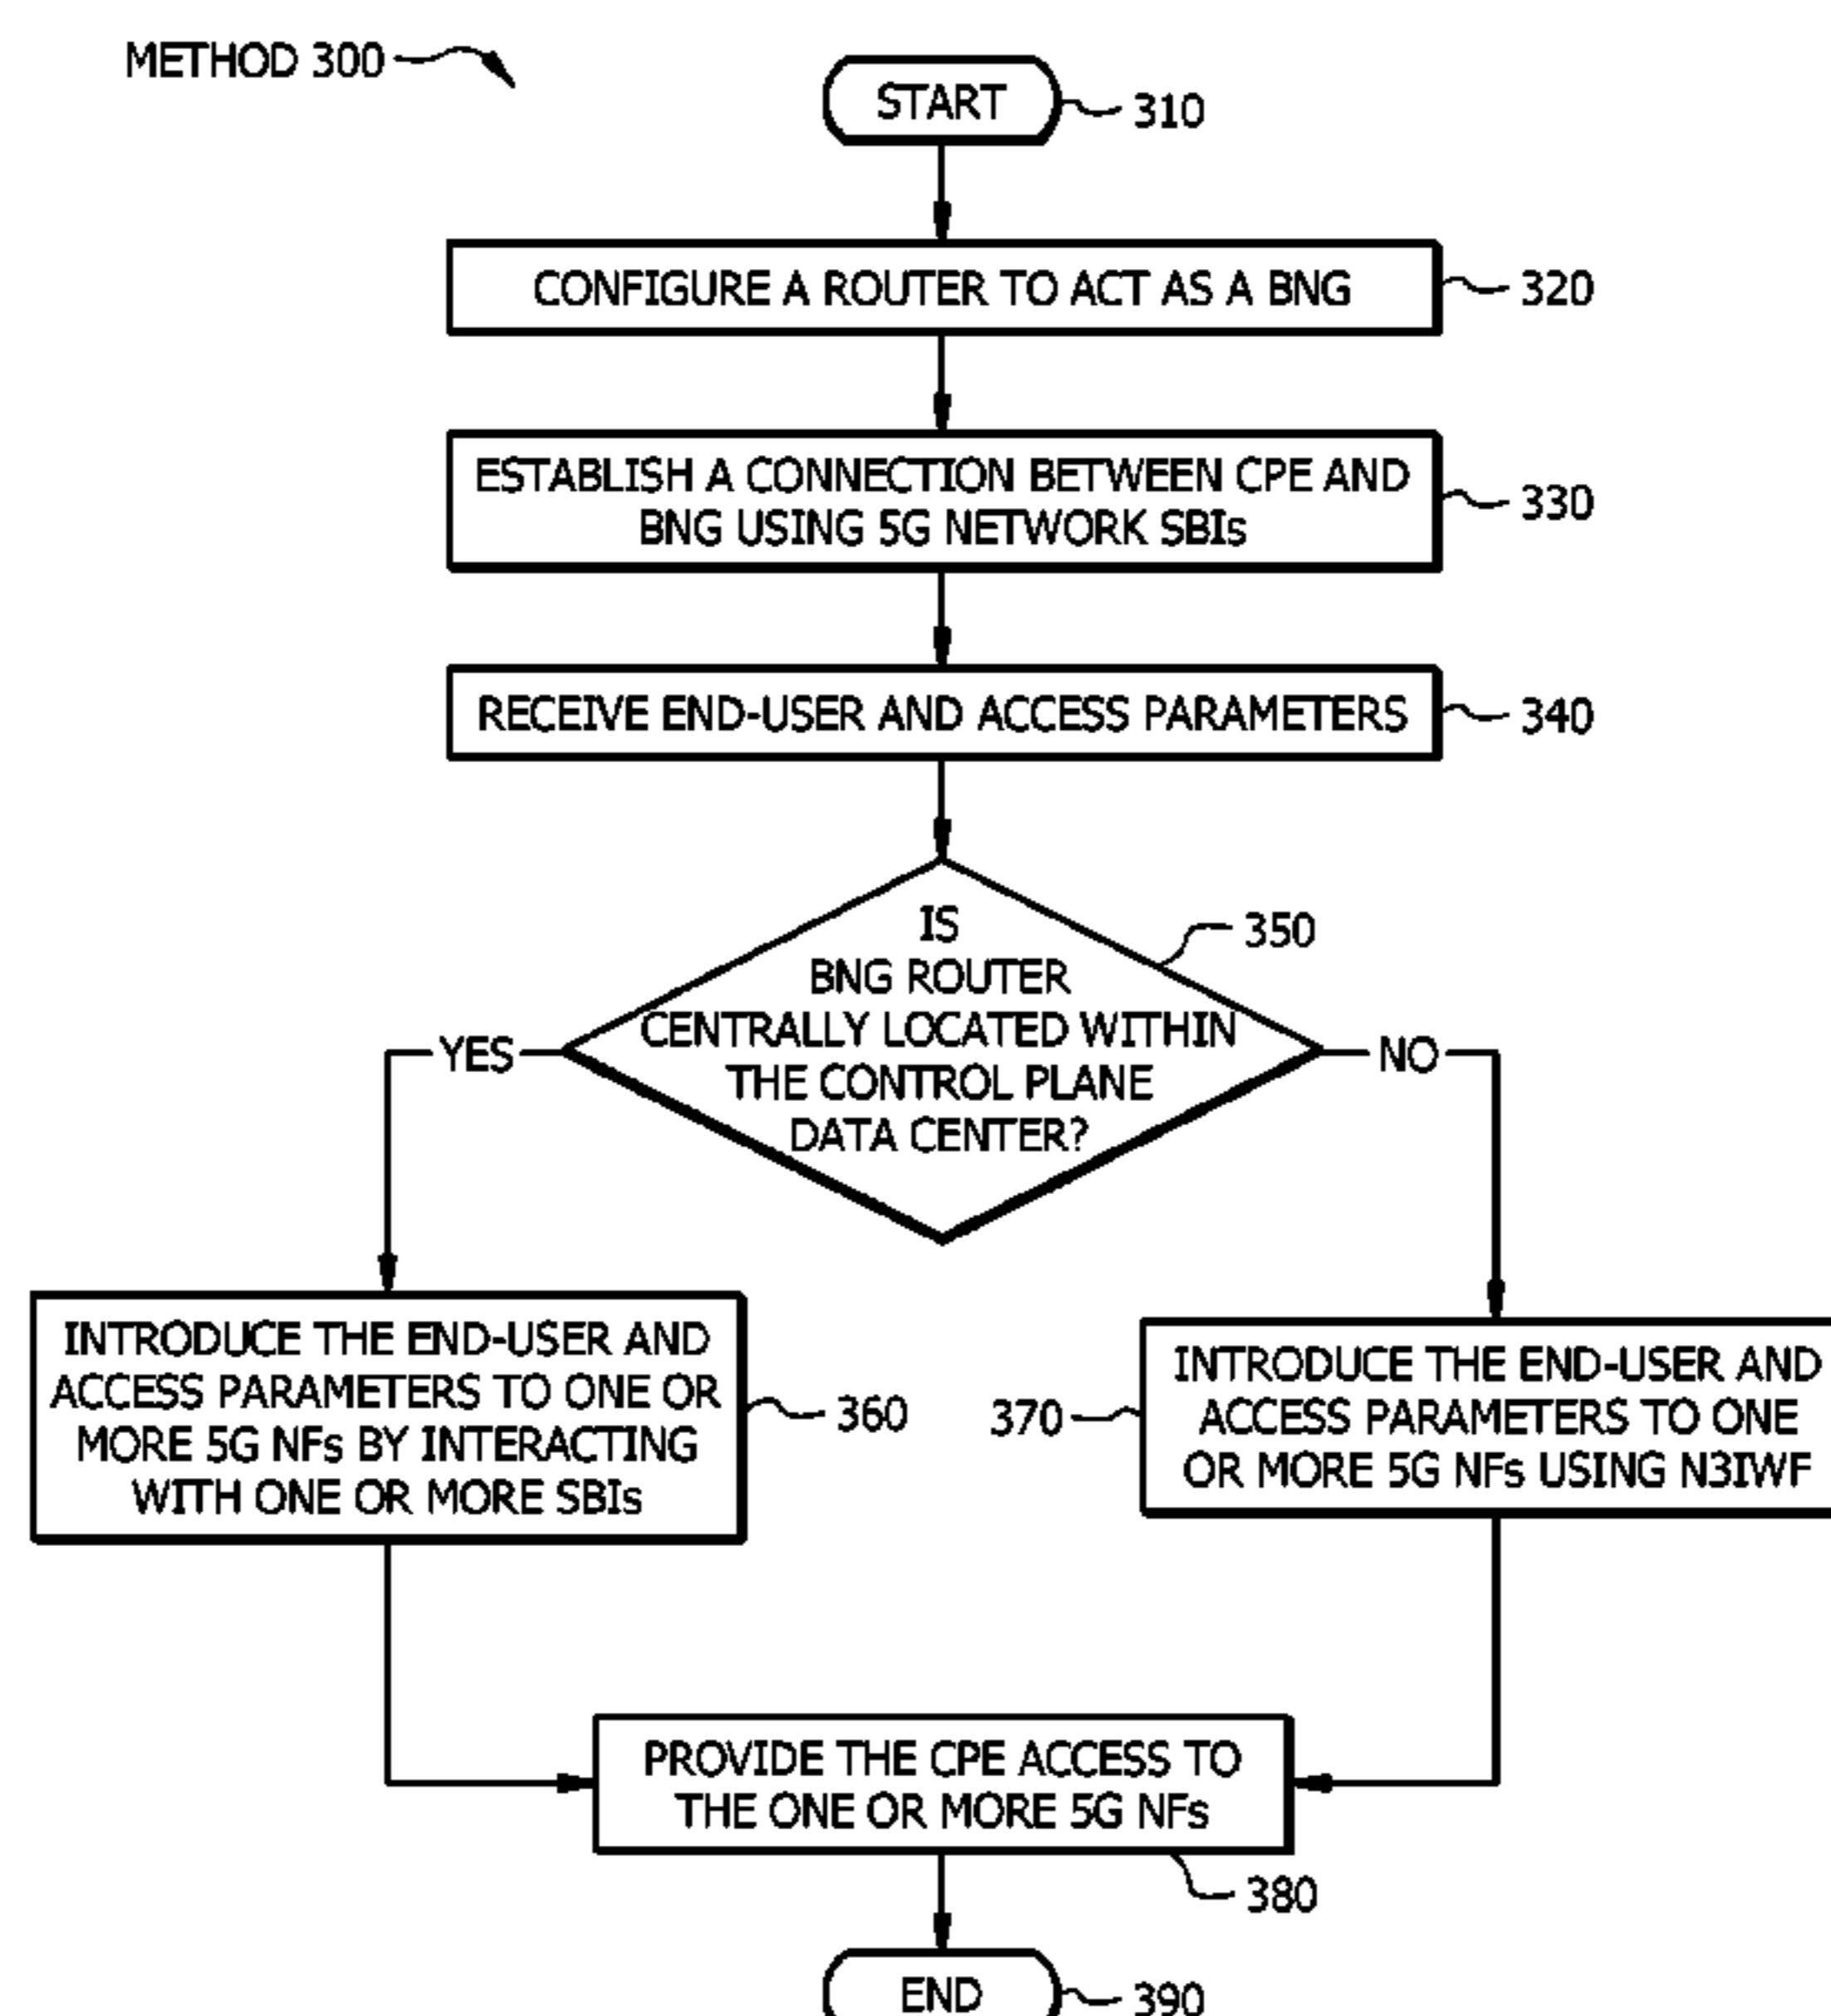 METHOD 300
START
310
CONFIGURE A ROUTER TO ACT AS A BNG
320
ESTABLISH A CONNECTION BETWEEN CPE AND
BNG USING 5G NETWORK SBIs
330
RECEIVE END-USER AND ACCESS PARAMETERS
340
IS
BNG ROUTER
CENTRALLY LOCATED WITHIN
THE CONTROL PLANE
DATA CENTER?
350
YES
NO
INTRODUCE THE END-USER AND
ACCESS PARAMETERS TO ONE OR
MORE 5G NFs BY INTERACTING
WITH ONE OR MORE SBIs
360
370
INTRODUCE THE END-USER AND
ACCESS PARAMETERS TO ONE
OR MORE 5G NFs USING N3IWF
PROVIDE THE CPE ACCESS TO
THE ONE OR MORE 5G NFs
380
END
390